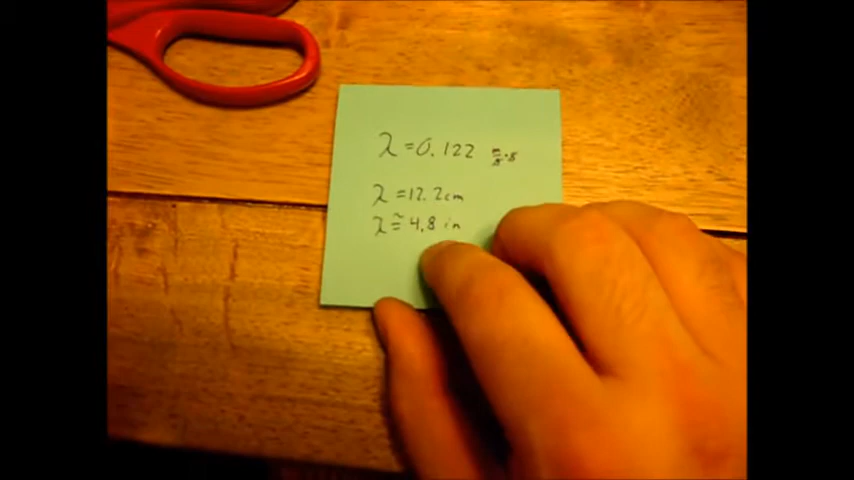 λ = 0.122 m/s·s
λ = 12.2cm
λ ≅ 4.8 in